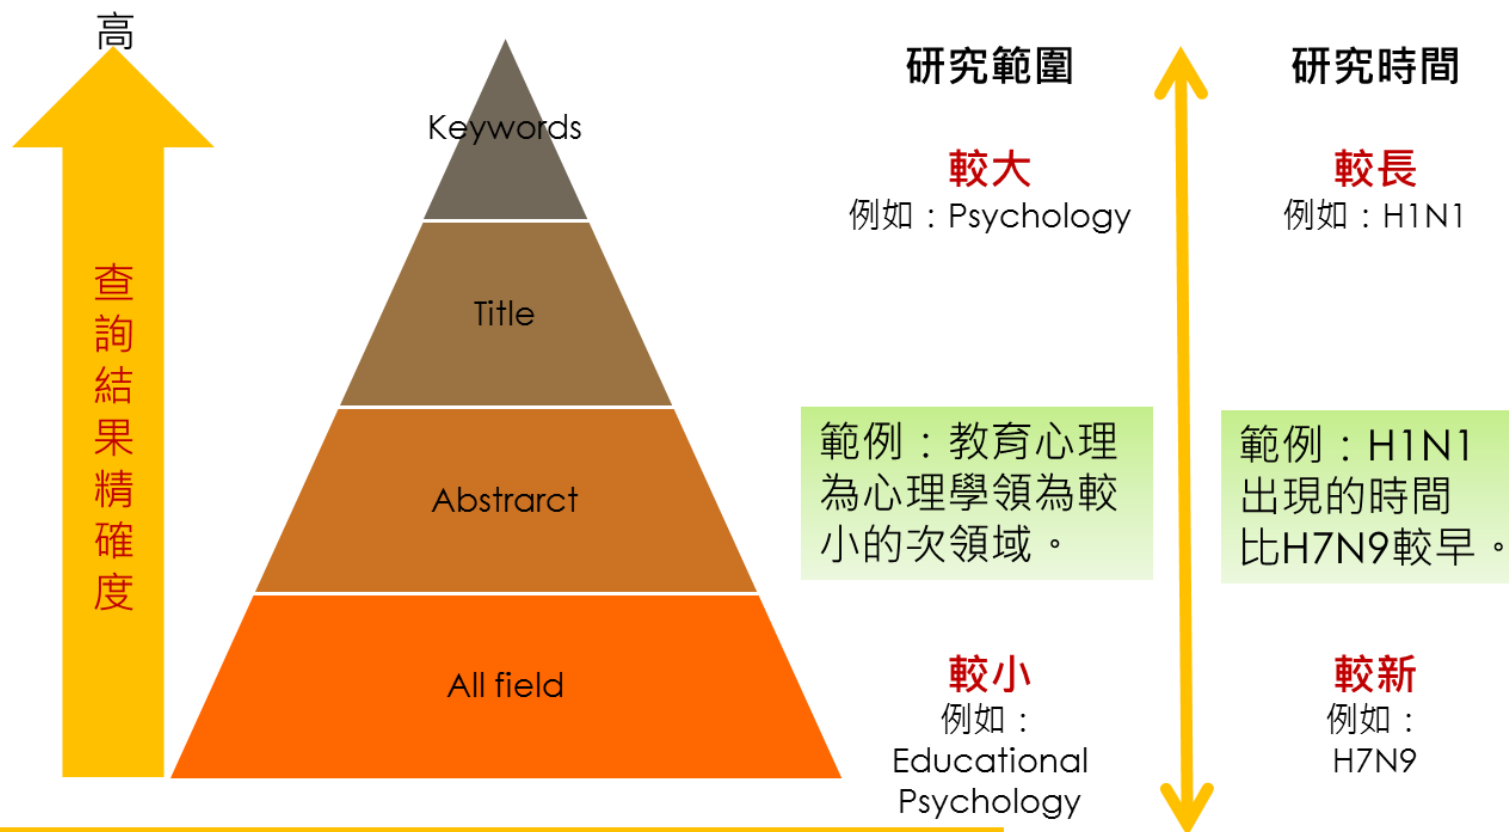 高
查詢結果精確度
Keywords
Title
Abstrarct
All field
研究範圍
較大
例如：Psychology
範例：教育心理
為心理學領為較
小的次領域。
較小
例如：
Educational
Psychology
研究時間
較長
例如：H1N1
範例：H1N1
出現的時間
比H7N9較早。
較新
例如：
H7N9